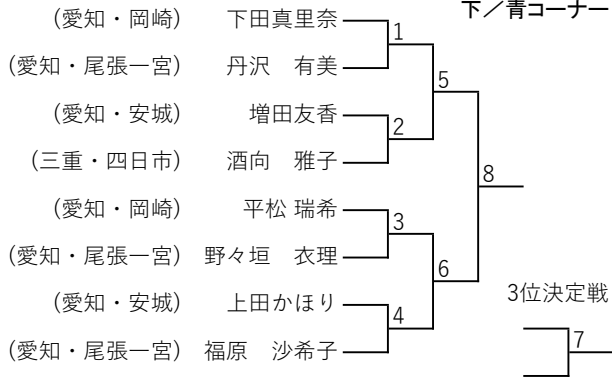 下／青コーナー
(愛知・岡崎) 下田真里奈
1
(愛知・尾張一宮) 丹沢　有美
5
(愛知・安城) 増田友香
2
(三重・四日市) 酒向　雅子
8
(愛知・岡崎) 平松 瑞希
3
(愛知・尾張一宮) 野々垣　衣理
6
(愛知・安城) 上田かほり
3位決定戦
4
(愛知・尾張一宮) 福原　沙希子
7